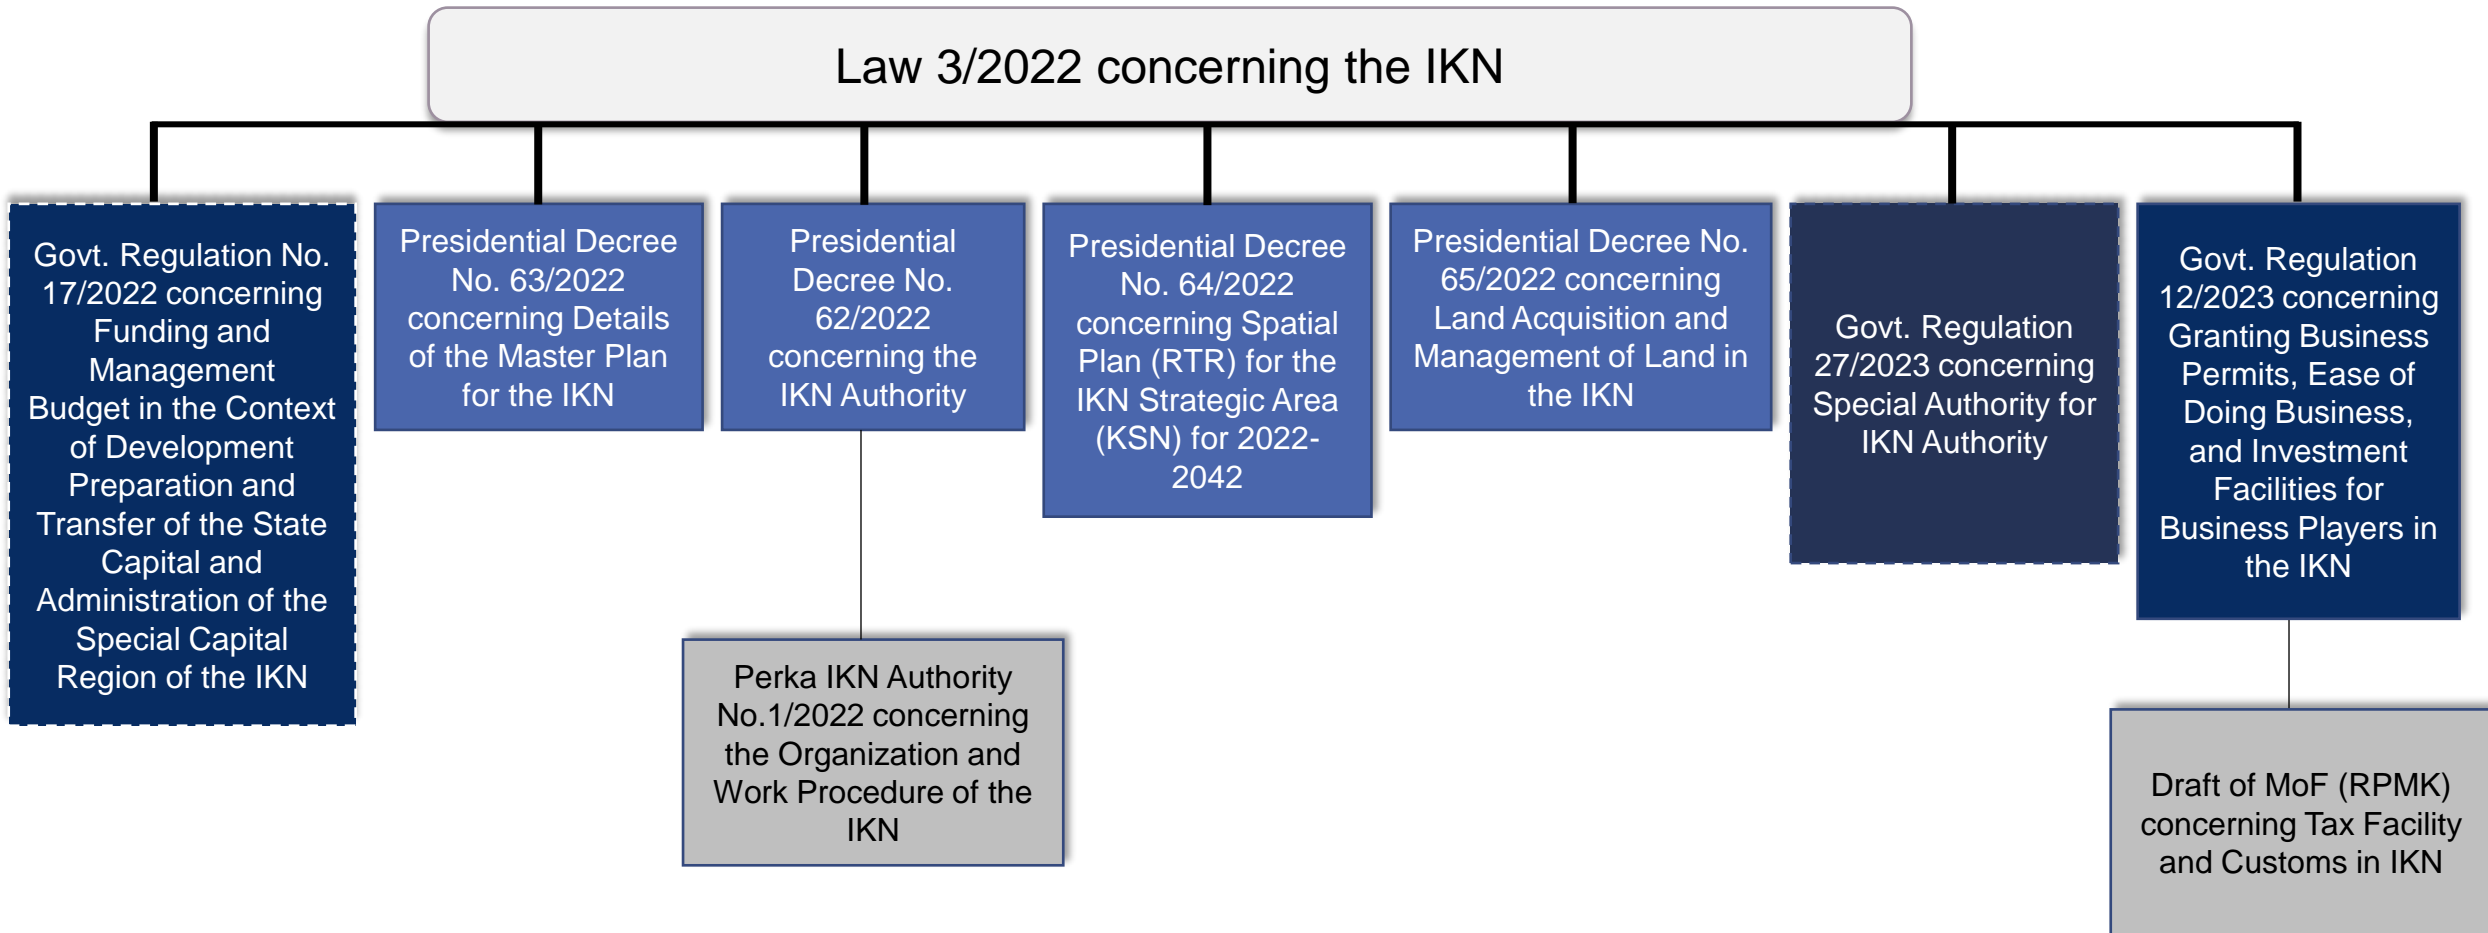 Law 3/2022 concerning the IKN
Govt. Regulation No.
17/2022 concerning
Funding and
Management
Budget in the Context
of Development
Preparation and
Transfer of the State
Capital and
Administration of the
Special Capital
Region of the IKN
Presidential Decree
No. 63/2022
concerning Details
of the Master Plan
for the IKN
Presidential
Decree No.
62/2022
concerning the
IKN Authority
Presidential Decree
No. 64/2022
concerning Spatial
Plan (RTR) for the
IKN Strategic Area
(KSN) for 2022-
2042
Presidential Decree No.
65/2022 concerning
Land Acquisition and
Management of Land in
the IKN
Govt. Regulation
27/2023 concerning
Special Authority for
IKN Authority
Govt. Regulation
12/2023 concerning
Granting Business
Permits, Ease of
Doing Business,
and Investment
Facilities for
Business Players in
the IKN
Perka IKN Authority
No.1/2022 concerning
the Organization and
Work Procedure of the
IKN
Draft of MoF (RPMK)
concerning Tax Facility
and Customs in IKN